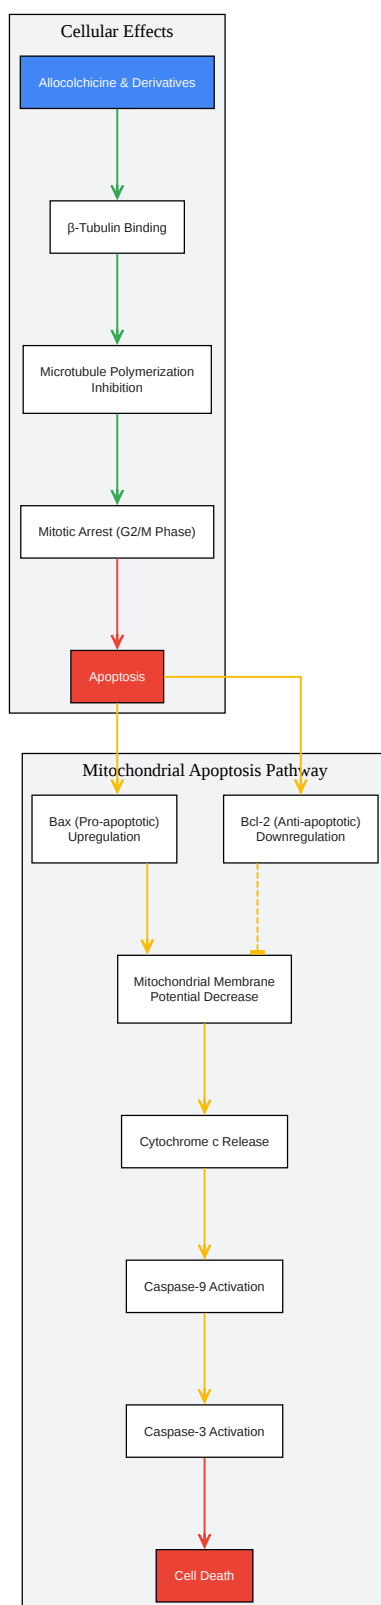 Cellular Effects
Allocolchicine & Derivatives
β-Tubulin Binding
Microtubule Polymerization
Inhibition
Mitotic Arrest (G2/M Phase)
Apoptosis
Mitochondrial Apoptosis Pathway
Bax (Pro-apoptotic)
Upregulation
Bcl-2 (Anti-apoptotic)
Downregulation
Mitochondrial Membrane
Potential Decrease
Cytochrome c Release
Caspase-9 Activation
Caspase-3 Activation
Cell Death